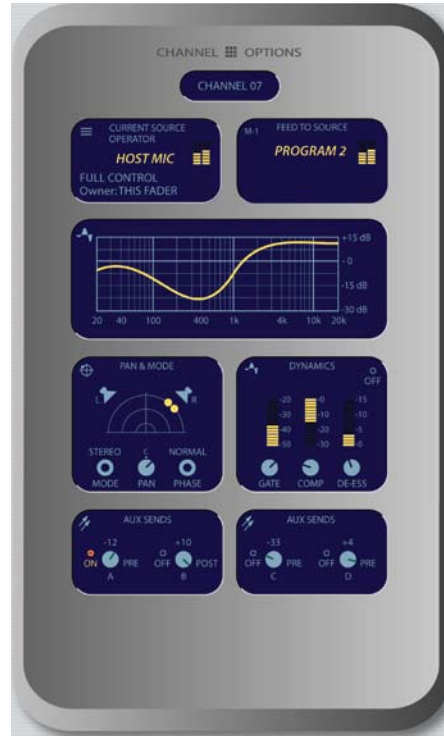 CHANNEL OPTIONS
CHANNEL 07
CURRENT SOURCE
OPERATOR
HOST MIC
FULL CONTROL
Owner: THIS FADER
M-1 FEED TO SOURCE
PROGRAM 2
+15 dB
- 0
-15 dB
-30 dB
20 40 100 400 1k 4k 10k 20k
PAN & MODE
L R
STEREO C NORMAL
MODE PAN PHASE
DYNAMICS
OFF
-20 -0 -15
-30 -10 -10
-40 -20 -5
-50 -30 -0
GATE COMP DE-ESS
AUX SENDS
-12 +10
ON PRE OFF POST
A B
AUX SENDS
-33 +4
OFF PRE OFF PRE
C D